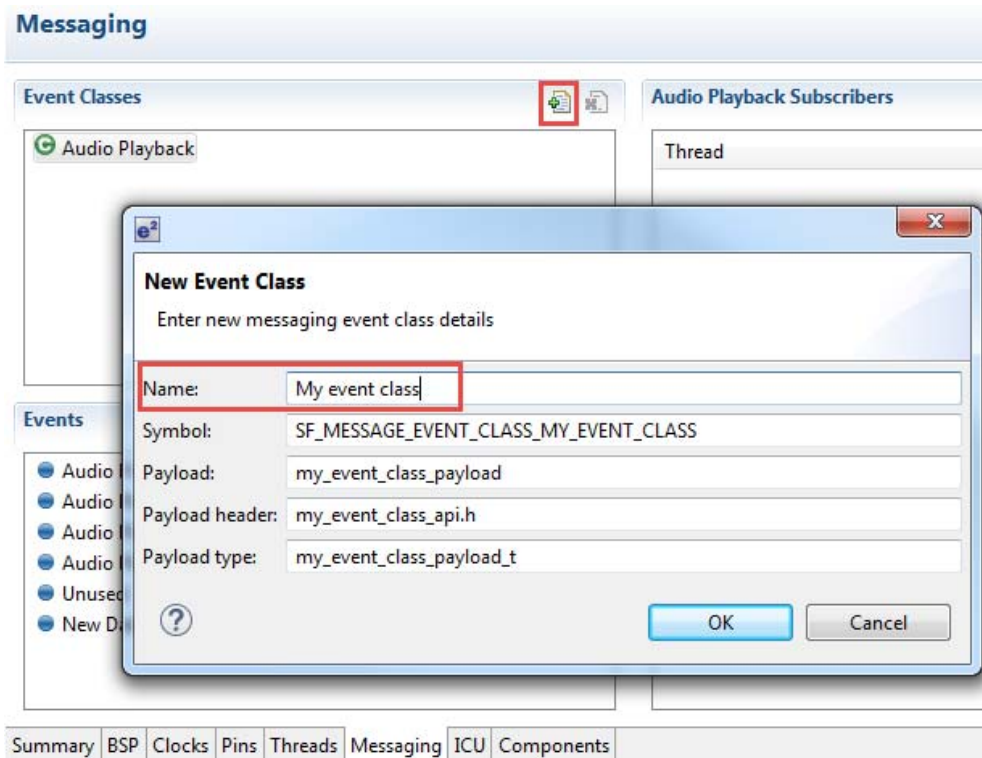 Messaging
Event Classes
Audio Playback Subscribers
Audio Playback
Thread
e²
New Event Class
Enter new messaging event class details
Name: My event class
Symbol: SF_MESSAGE_EVENT_CLASS_MY_EVENT_CLASS
Payload: my_event_class_payload
Payload header: my_event_class_api.h
Payload type: my_event_class_payload_t
OK Cancel
Events
Audio
Audio
Audio
Audio
Unused
New
Summary BSP Clocks Pins Threads Messaging ICU Components